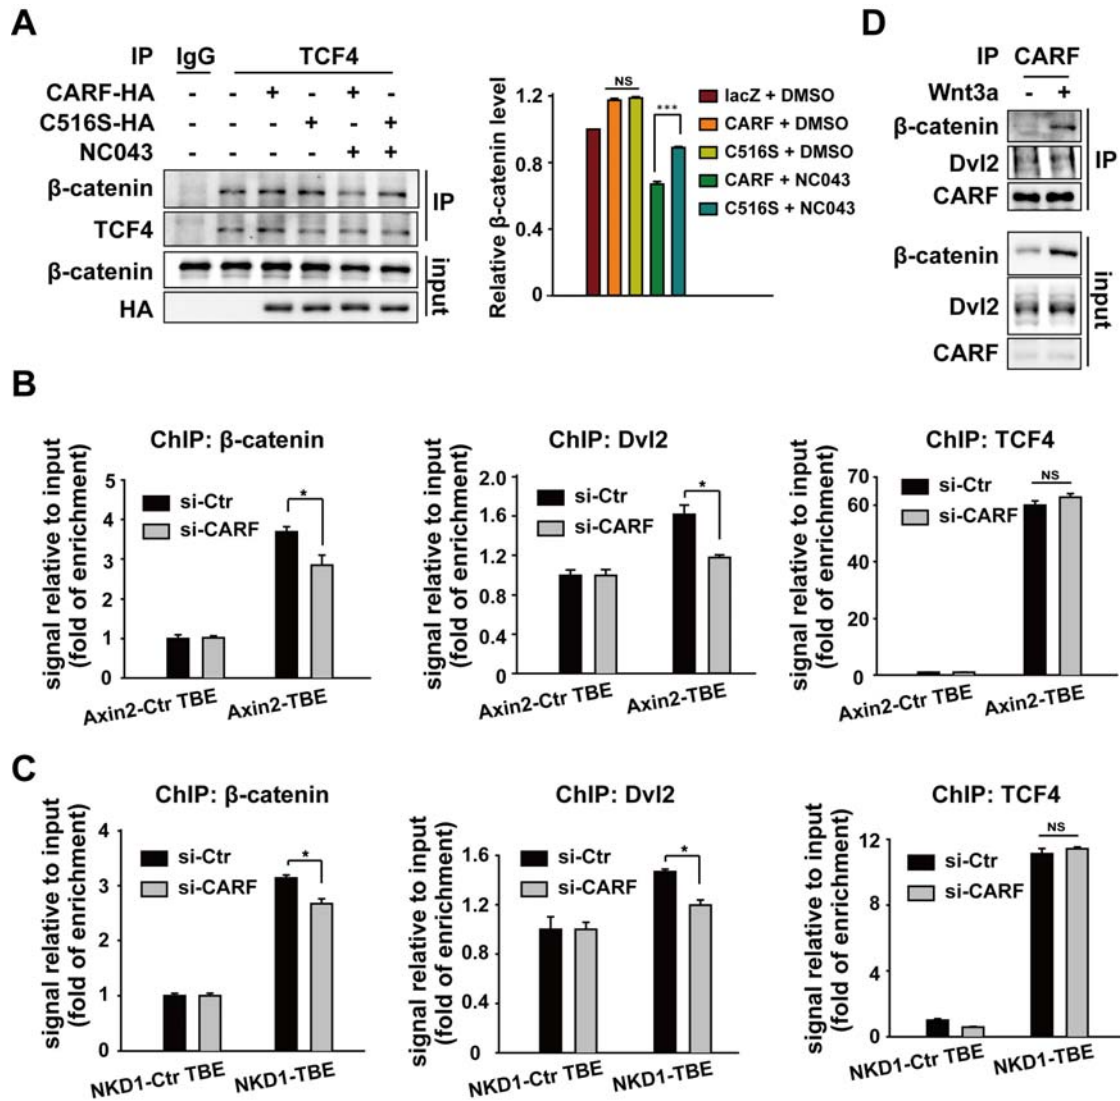 A
IP IgG TCF4
CARF-HA - - + - + -
C516S-HA - - - + - +
NC043 - - - - + +
β-catenin
TCF4
IP
β-catenin
HA
input
Relative β-catenin level
1.2
0.8
0.4
0
NS
***
lacZ + DMSO
CARF + DMSO
C516S + DMSO
CARF + NC043
C516S + NC043
D
IP CARF
Wnt3a - +
β-catenin
Dvl2
CARF
IP
β-catenin
Dvl2
CARF
input
B
ChIP: β-catenin
signal relative to input
(fold of enrichment)
5
4
3
2
1
0
si-Ctr
si-CARF
*
Axin2-Ctr TBE
Axin2-TBE
ChIP: Dvl2
signal relative to input
(fold of enrichment)
2.0
1.6
1.2
0.8
0.4
0
si-Ctr
si-CARF
*
Axin2-Ctr TBE
Axin2-TBE
ChIP: TCF4
signal relative to input
(fold of enrichment)
70
60
40
20
0
si-Ctr
si-CARF
NS
Axin2-Ctr TBE
Axin2-TBE
C
ChIP: β-catenin
signal relative to input
(fold of enrichment)
4
3
2
1
0
si-Ctr
si-CARF
*
NKD1-Ctr TBE
NKD1-TBE
ChIP: Dvl2
signal relative to input
(fold of enrichment)
1.6
1.2
0.8
0.4
0
si-Ctr
si-CARF
*
NKD1-Ctr TBE
NKD1-TBE
ChIP: TCF4
signal relative to input
(fold of enrichment)
12
8
4
0
si-Ctr
si-CARF
NS
NKD1-Ctr TBE
NKD1-TBE